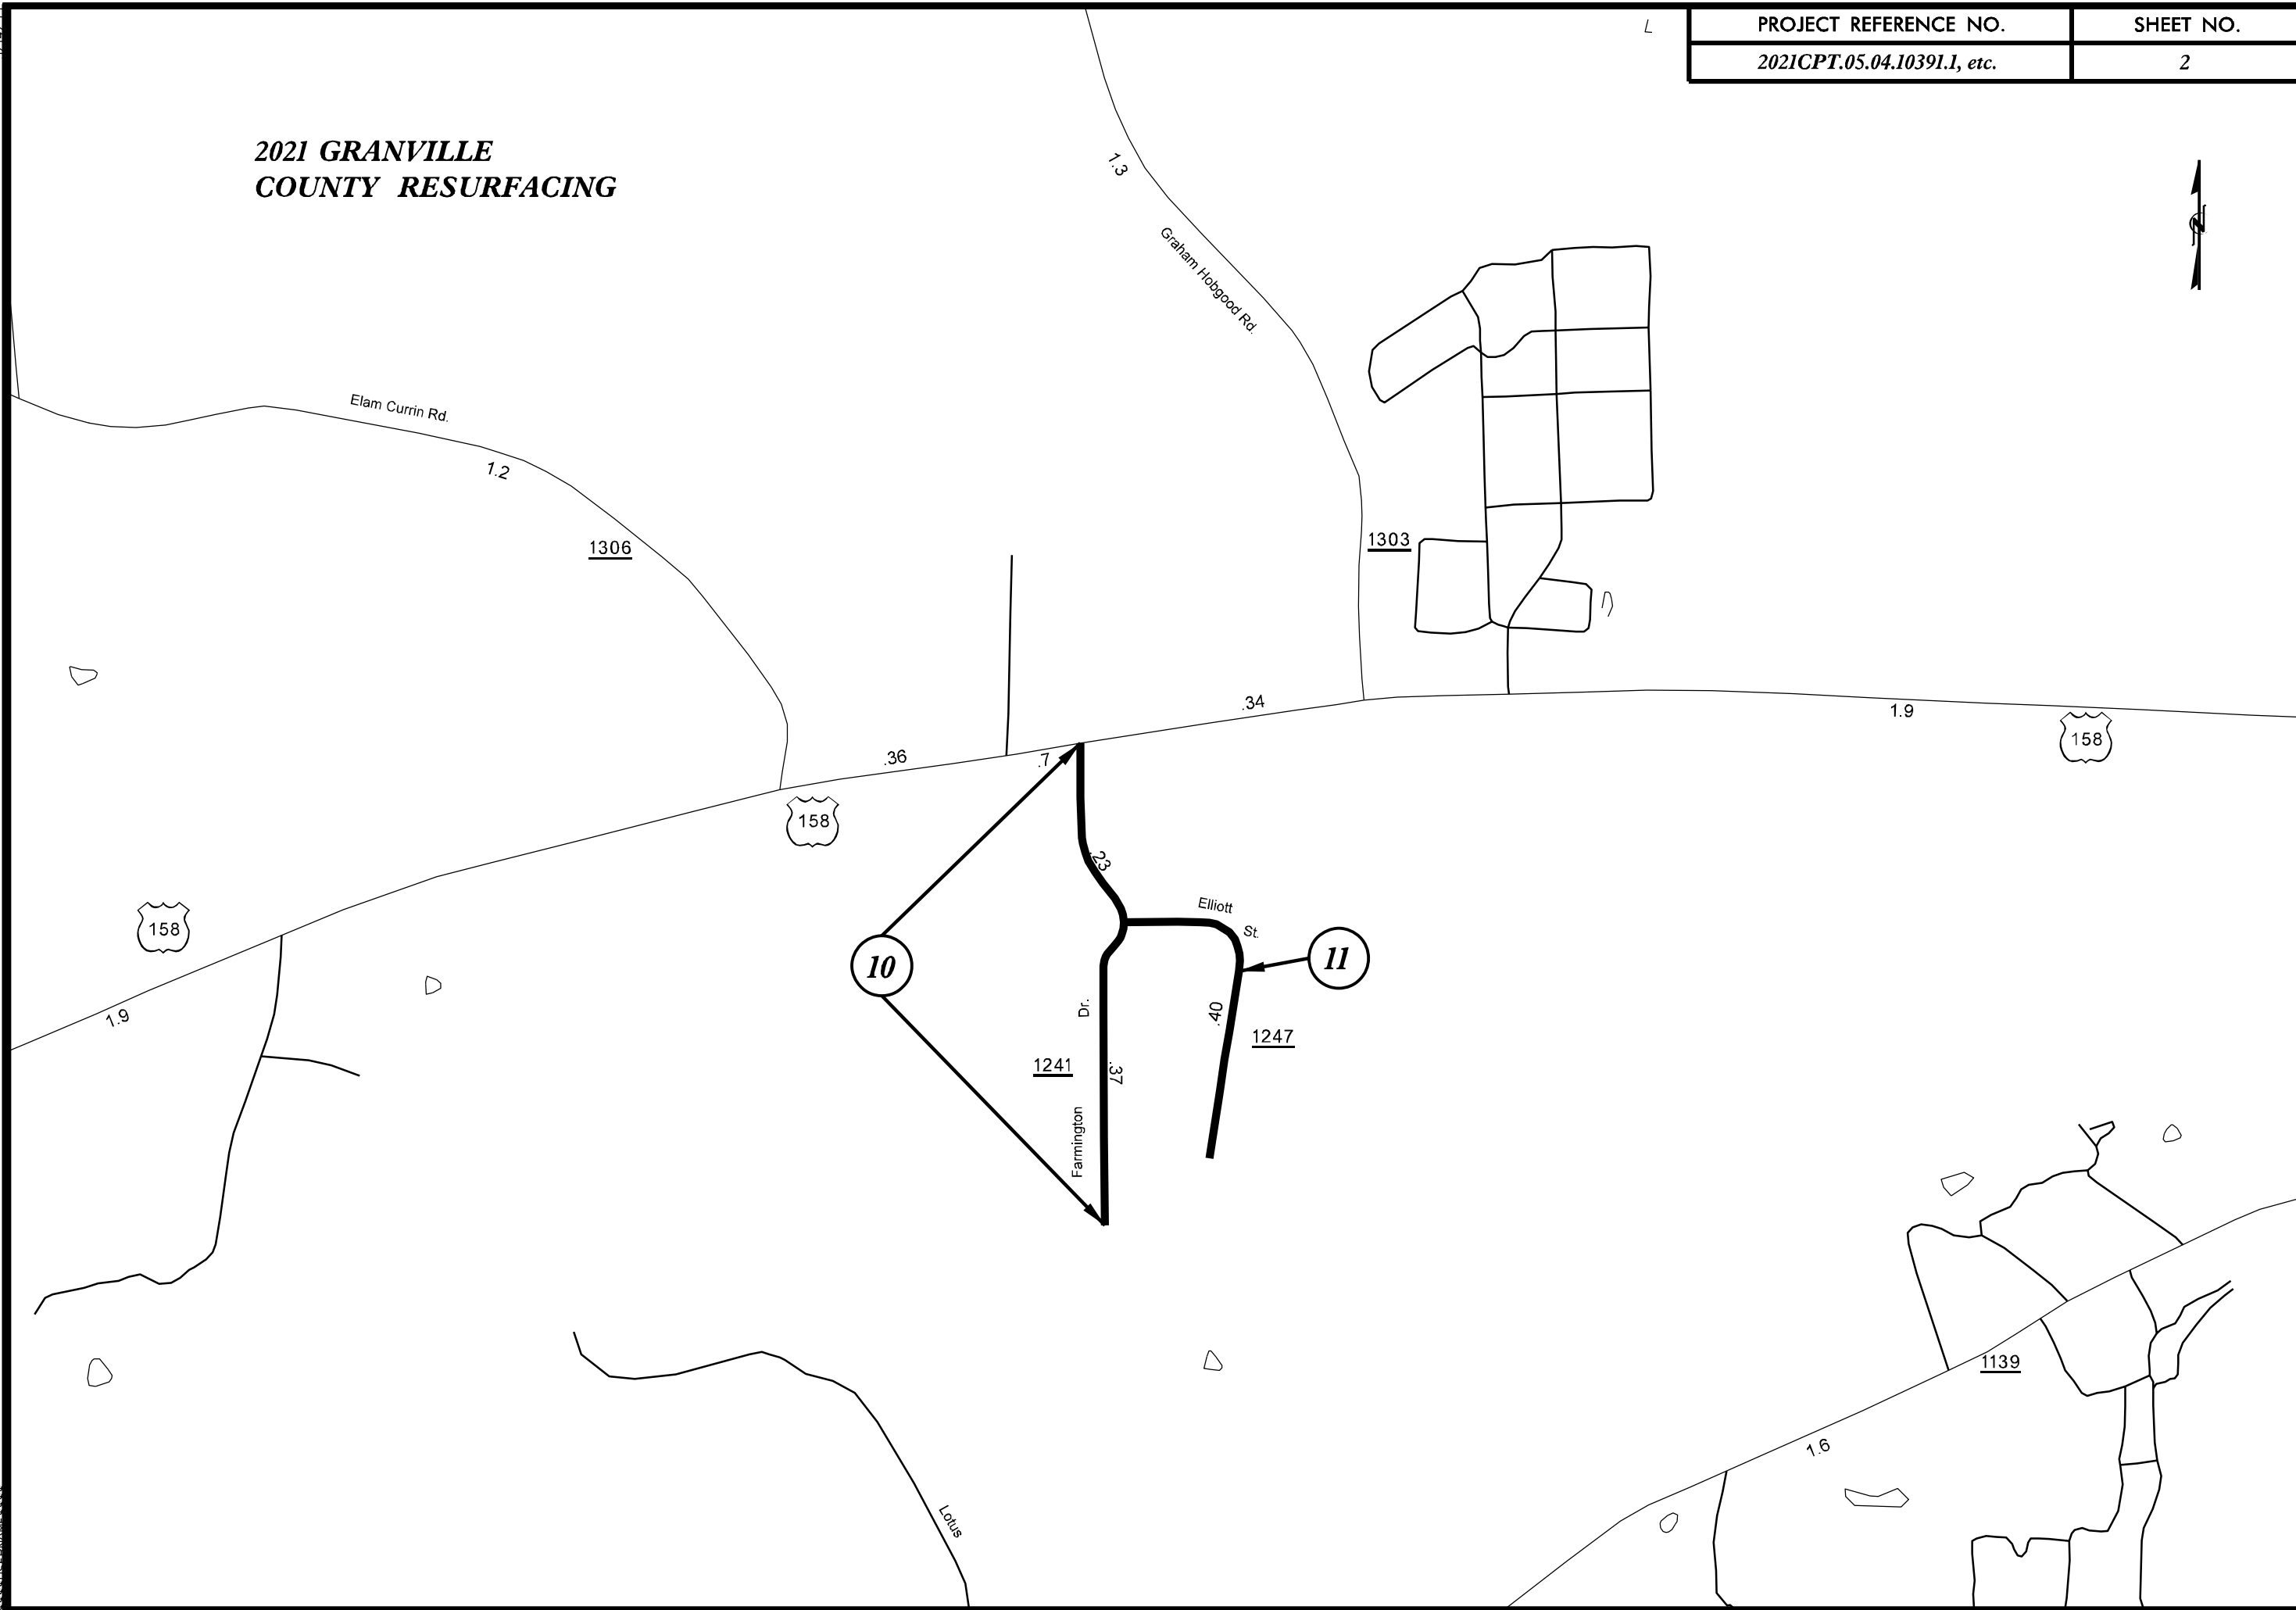 PROJECT REFERENCE NO.
SHEET NO.
2021CPT.05.04.10391.1, etc.
2
2021 GRANVILLE
COUNTY RESURFACING
N
1.3
Graham Hobgood Rd.
Elam Currin Rd.
1.2
1306
1303
.34
1.9
158
.36
.7
158
.23
Elliott
St.
158
10
11
1.9
Dr.
.40
1247
1241
.37
Farmington
1139
1.6
Lotus